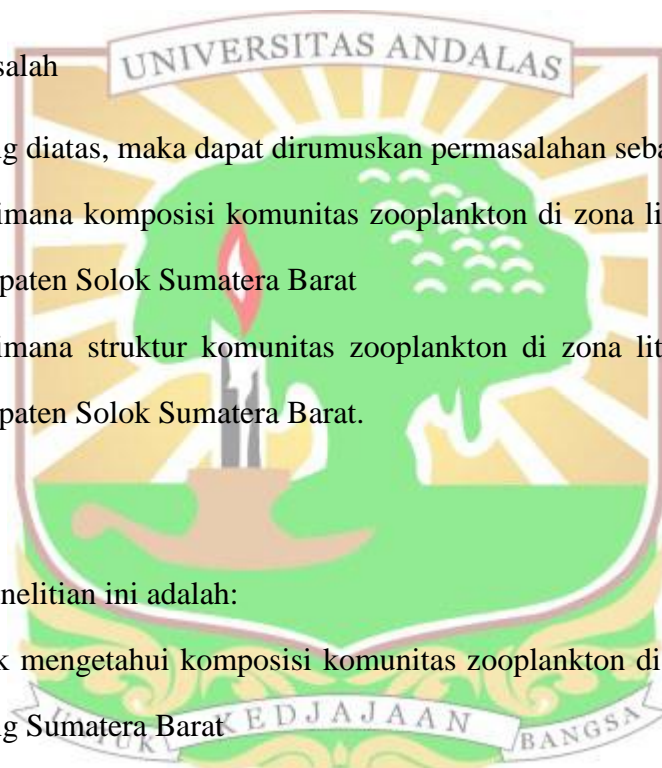 UNIVERSITAS ANDALAS
salah
g diatas, maka dapat dirumuskan permasalahan seba
imana komposisi komunitas zooplankton di zona li
paten Solok Sumatera Barat
imana struktur komunitas zooplankton di zona lit
paten Solok Sumatera Barat.
nelitian ini adalah:
k mengetahui komposisi komunitas zooplankton di
g Sumatera Barat
UNTUK KEDJAJAAN BANGSA